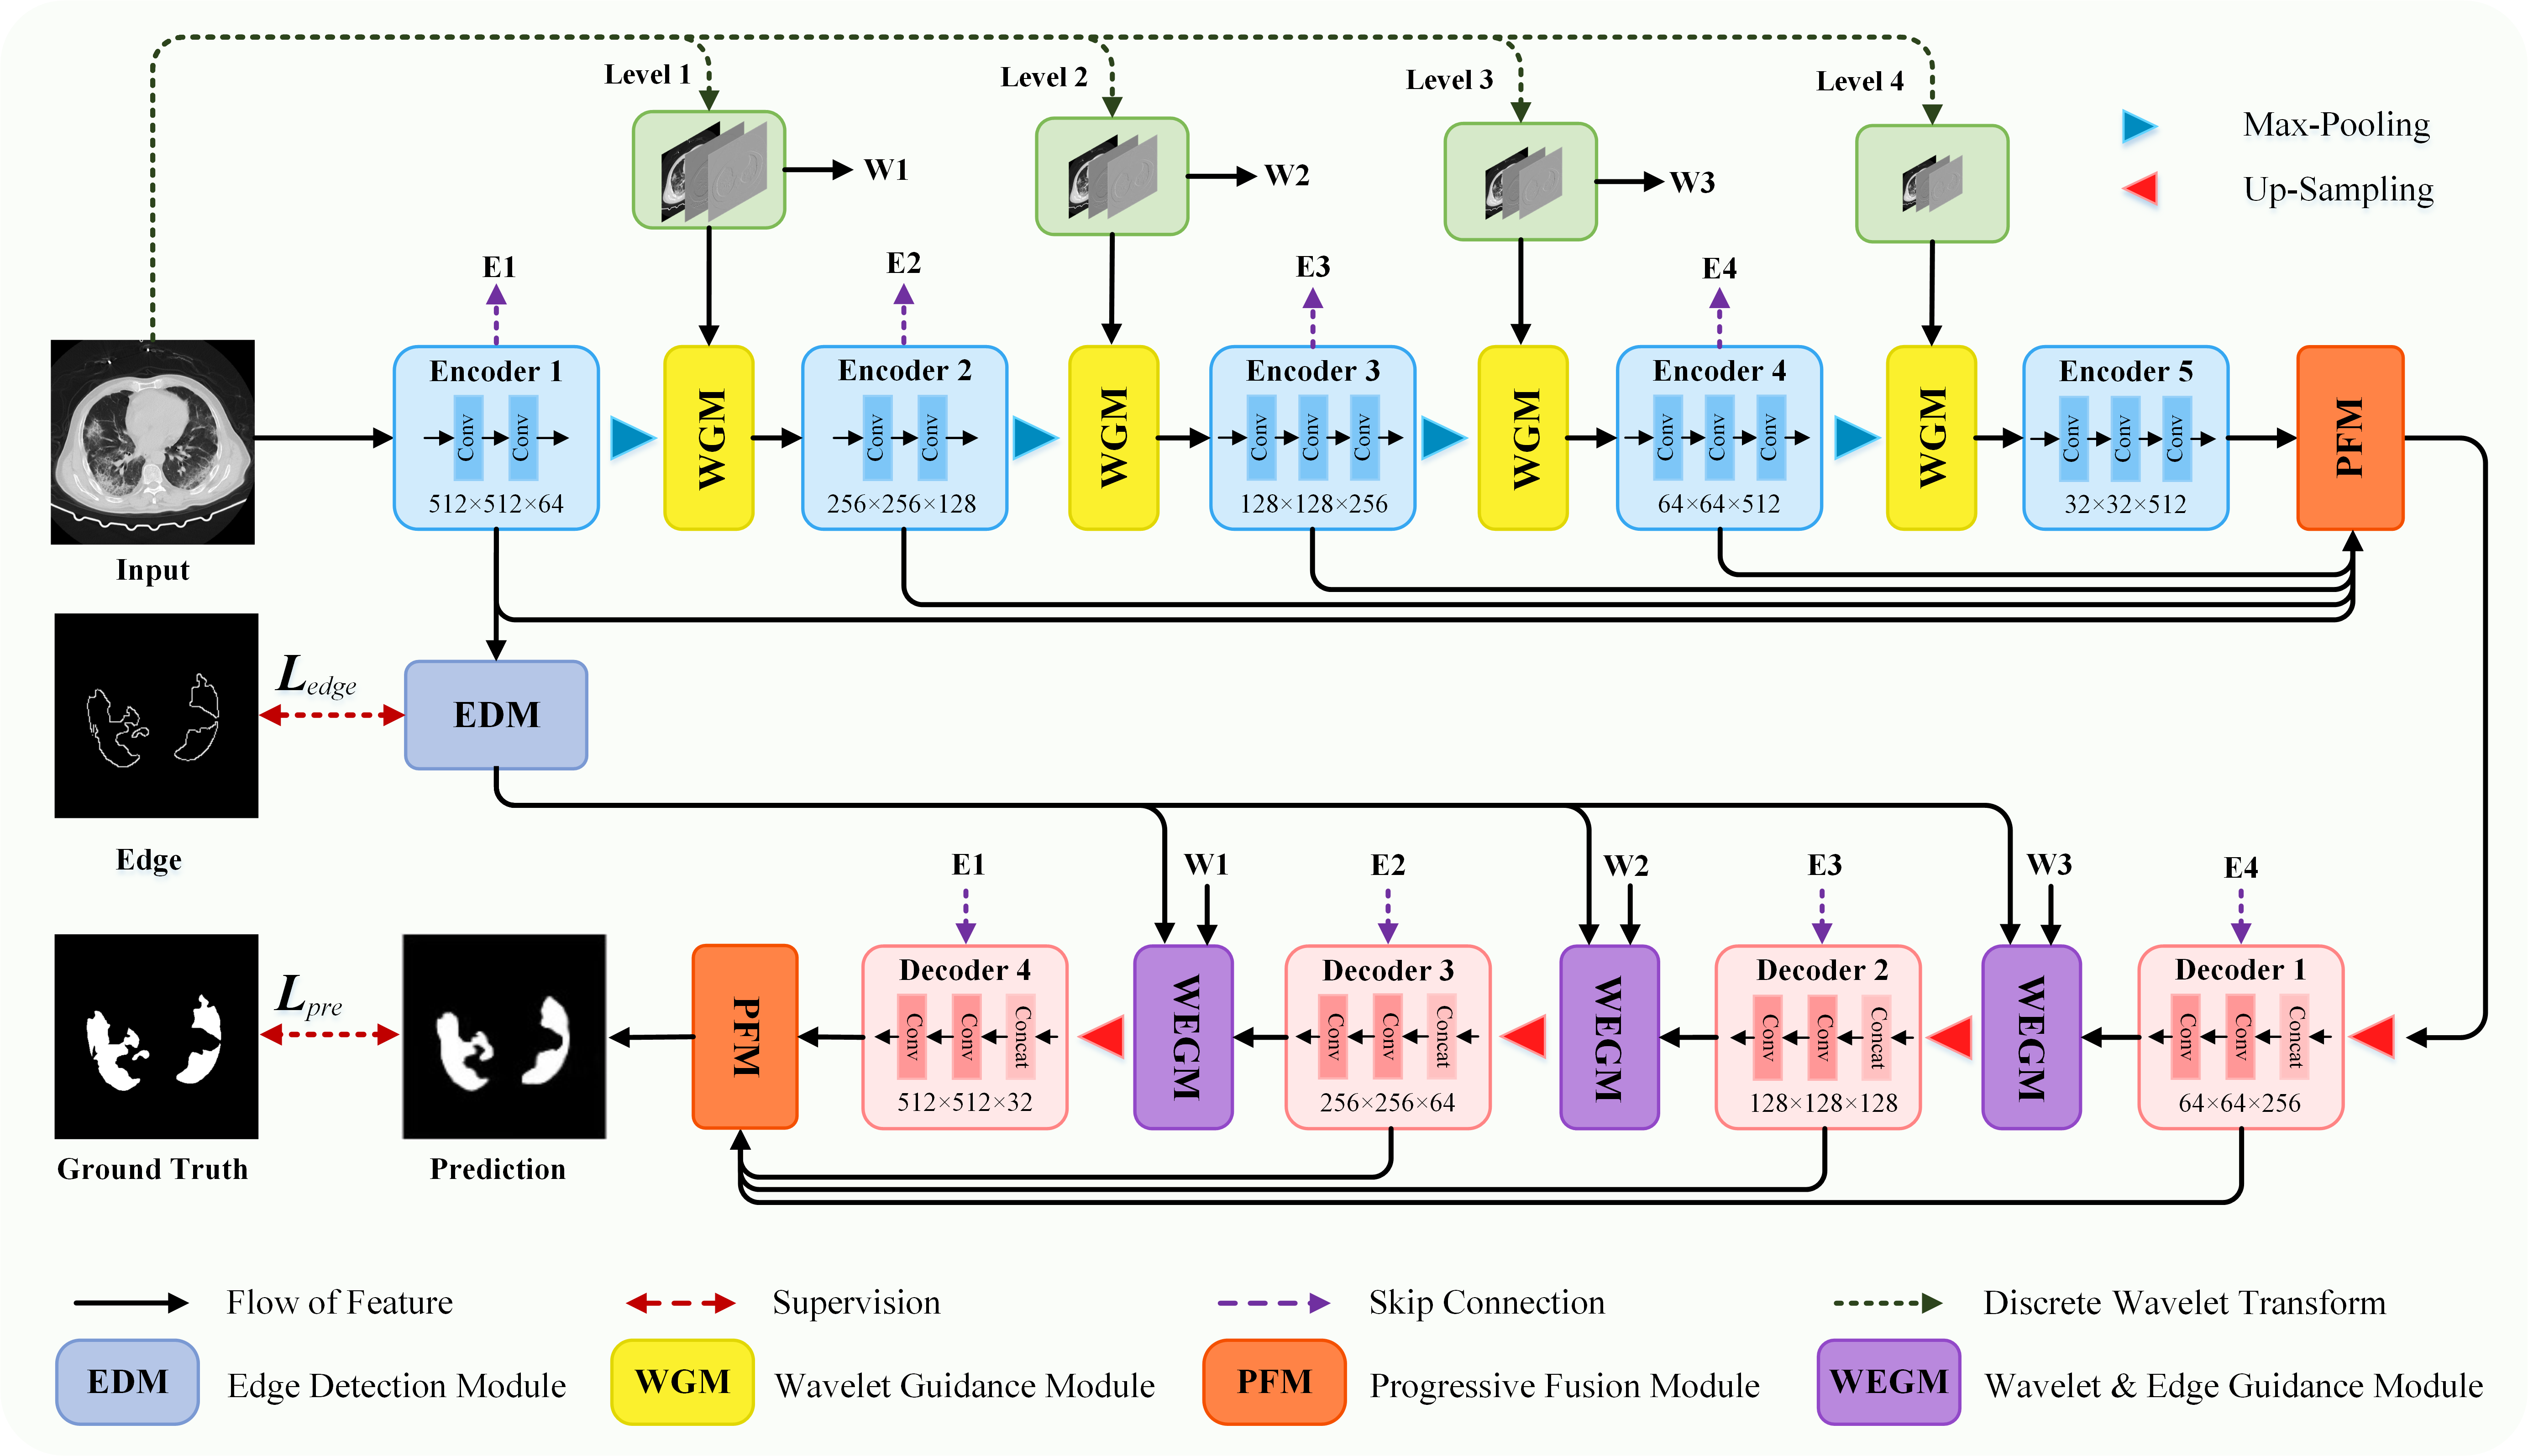 Level 1
Level 2
Level 3
Level 4
Max-Pooling
W1
W2
W3
Up-Sampling
E1
E2
E3
E4
Encoder 1
Conv
Conv
512×512×64
WGM
Encoder 2
Conv
Conv
256×256×128
WGM
Encoder 3
Conv
Conv
Conv
128×128×256
WGM
Encoder 4
Conv
Conv
Conv
64×64×512
WGM
Encoder 5
Conv
Conv
Conv
32×32×512
PFM
Input
Ledge
EDM
Edge
E1
W1
E2
W2
E3
W3
E4
Lpre
PFM
Decoder 4
Conv
Conv
Concat
512×512×32
WEGM
Decoder 3
Conv
Conv
Concat
256×256×64
WEGM
Decoder 2
Conv
Conv
Concat
128×128×128
WEGM
Decoder 1
Conv
Conv
Concat
64×64×256
Ground Truth
Prediction
Flow of Feature
Supervision
Skip Connection
Discrete Wavelet Transform
EDM
Edge Detection Module
WGM
Wavelet Guidance Module
PFM
Progressive Fusion Module
WEGM
Wavelet & Edge Guidance Module